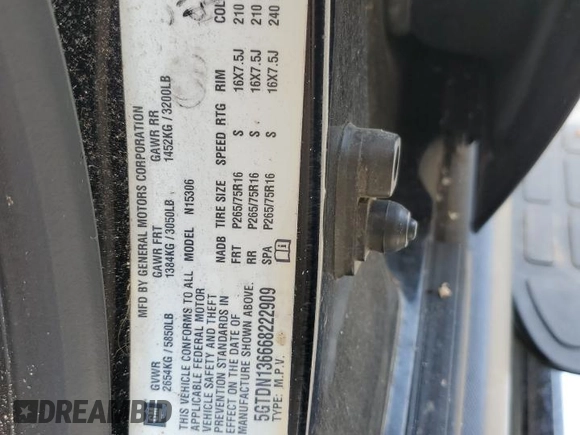 MFD BY GENERAL MOTORS CORPORATION
GVWR GAWR FRT GAWR RR
2654KG / 5850LB 1384KG / 3050LB 1452KG / 3200LB
THIS VEHICLE CONFORMS TO ALL
APPLICABLE FEDERAL MOTOR
VEHICLE SAFETY AND THEFT
PREVENTION STANDARDS IN
EFFECT ON THE DATE OF
MANUFACTURE SHOWN ABOVE.
5GTDN136668222909
TYPE: M.P.V.
MODEL N15306
NADB TIRE SIZE SPEED RTG RIM COL
FRT P265/75R16 S 16X7.5J 210
RR P265/75R16 S 16X7.5J 210
SPA P265/75R16 S 16X7.5J 240
DREAMBID.COM